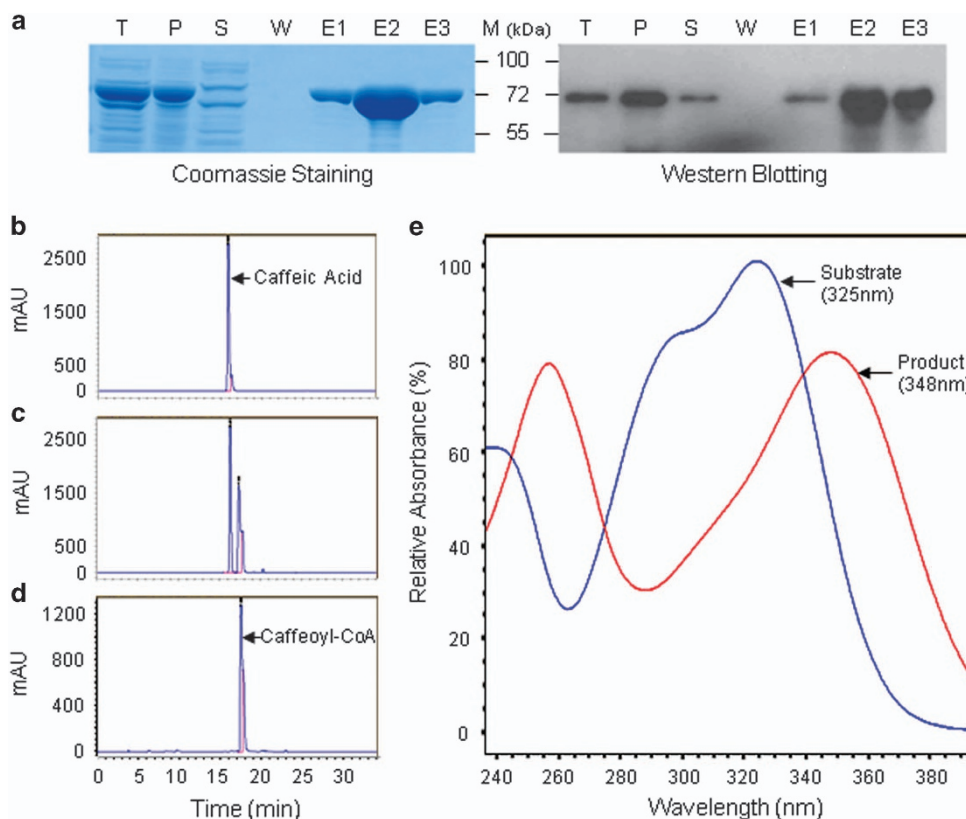 a
T P S W E1 E2 E3 M (kDa) T P S W E1 E2 E3
100
72
55
Coomassie Staining
Western Blotting
b
2500
1500
500
0
mAU
Caffeic Acid
c
2500
1500
500
0
mAU
d
1200
800
400
0
mAU
Caffeoyl-CoA
0 5 10 15 20 25 30
Time (min)
e
100
80
60
40
20
0
Relative Absorbance (%)
Substrate
(325nm)
Product
(348nm)
240 260 280 300 320 340 360 380
Wavelength (nm)